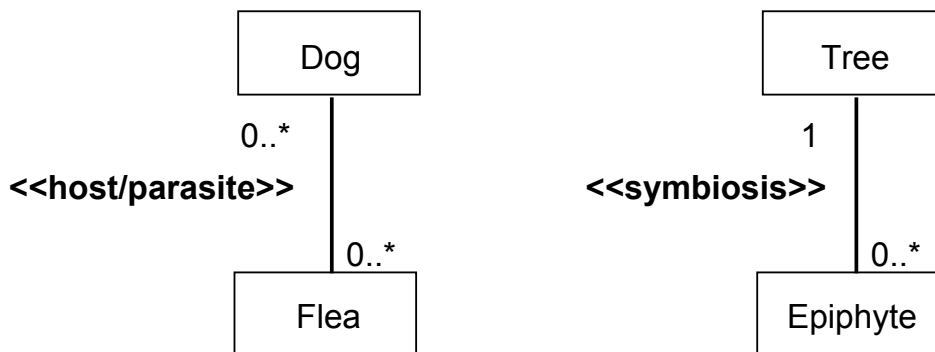 Dog
0..*
<<host/parasite>>
0..*
Flea
Tree
1
<<symbiosis>>
0..*
Epiphyte